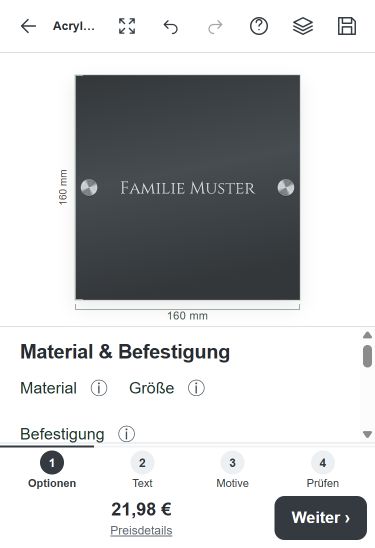 Acryl...
FAMILIE MUSTER
160 mm
160 mm
Material & Befestigung
Material ⓘ Größe ⓘ
Befestigung ⓘ
1 2 3 4
Optionen Text Motive Prüfen
21,98 €
Preisdetails
Weiter ›